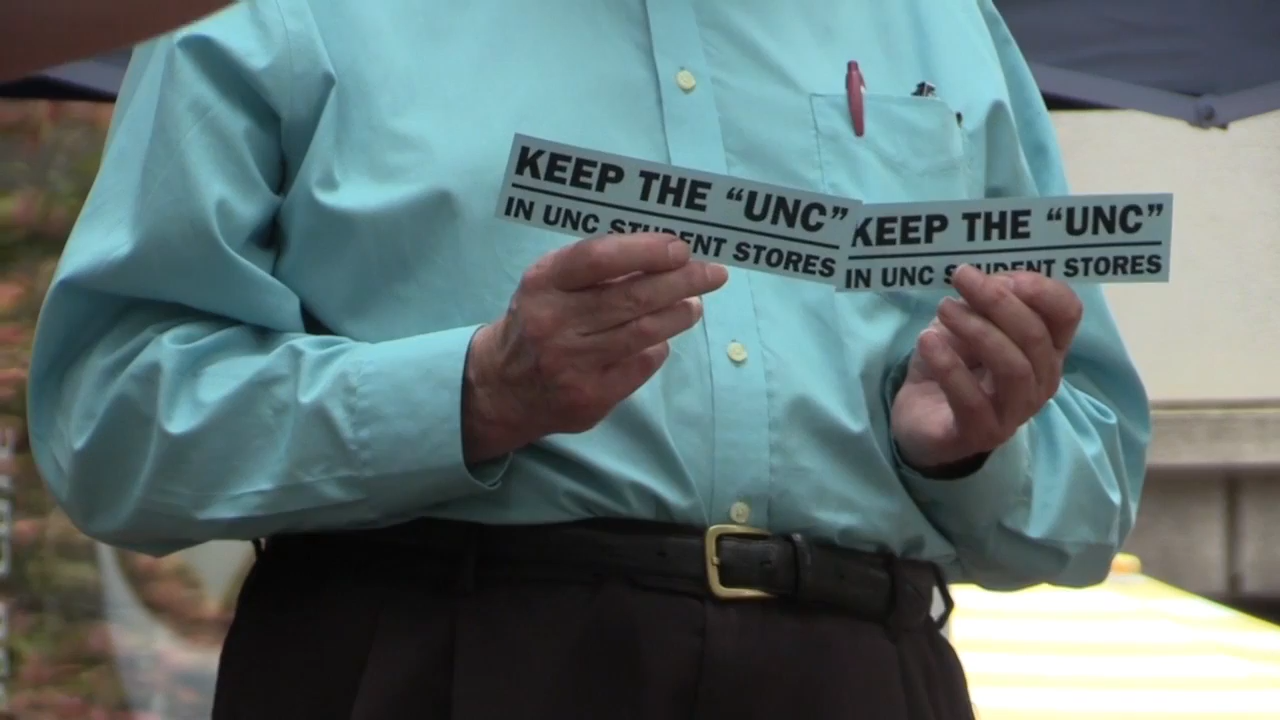 KEEP THE “UNC”
IN UNC STUDENT STORES
KEEP THE “UNC”
IN UNC STUDENT STORES